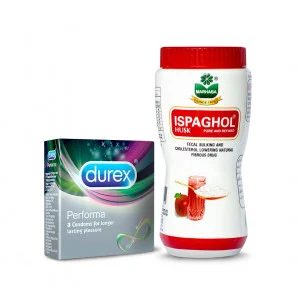 durex
Performa
3 Condoms for longer
lasting pleasure
MARHABA
ISPAGHOL
HUSK
PURE AND REFINED
FECAL BULKING AND
CHOLESTEROL LOWERING NATURAL
FIBROUS DRUG